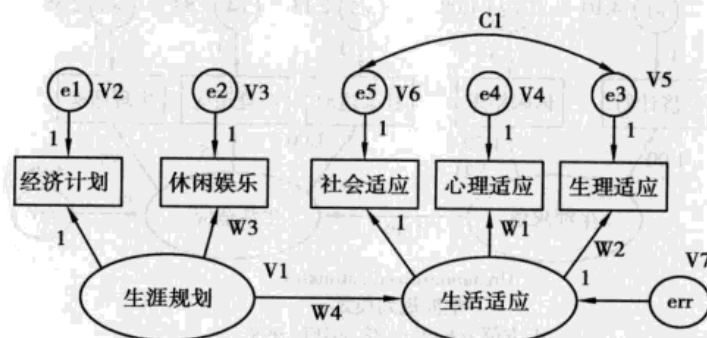 C1
e1 V2
e2 V3
e5 V6
e4 V4
e3 V5
1
1
1
1
1
经济计划
休闲娱乐
社会适应
心理适应
生理适应
1
W3
1
W1
W2
生涯规划
V1
W4
生活适应
1
err
V7